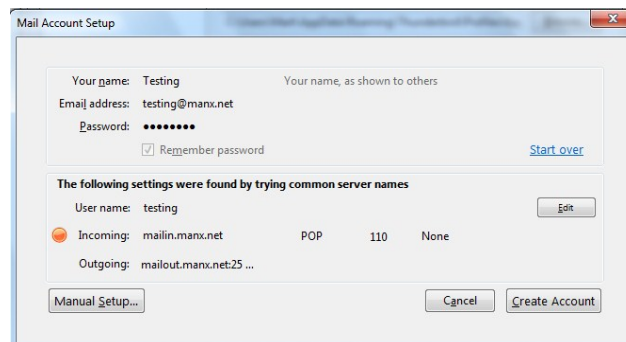 Mail Account Setup
Your name: Testing Your name, as shown to others
Email address: testing@manx.net
Password: ●●●●●●●●
Remember password Start over
The following settings were found by trying common server names
User name: testing Edit
Incoming: mailin.manx.net POP 110 None
Outgoing: mailout.manx.net:25 ...
Manual Setup... Cancel Create Account